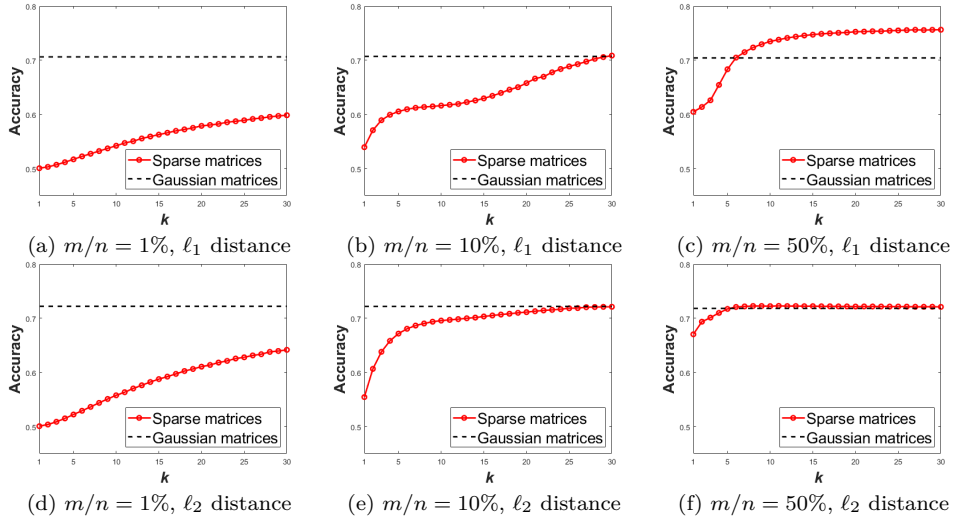 0.8
0.7
0.6
0.5
Accuracy
Sparse matrices
Gaussian matrices
1 5 10 15 20 25 30
k
(a) m/n = 1%, ℓ1 distance
0.8
0.7
0.6
0.5
Accuracy
Sparse matrices
Gaussian matrices
1 5 10 15 20 25 30
k
(b) m/n = 10%, ℓ1 distance
0.8
0.7
0.6
0.5
Accuracy
Sparse matrices
Gaussian matrices
1 5 10 15 20 25 30
k
(c) m/n = 50%, ℓ1 distance
0.8
0.7
0.6
0.5
Accuracy
Sparse matrices
Gaussian matrices
1 5 10 15 20 25 30
k
(d) m/n = 1%, ℓ2 distance
0.8
0.7
0.6
0.5
Accuracy
Sparse matrices
Gaussian matrices
1 5 10 15 20 25 30
k
(e) m/n = 10%, ℓ2 distance
0.8
0.7
0.6
0.5
Accuracy
Sparse matrices
Gaussian matrices
1 5 10 15 20 25 30
k
(f) m/n = 50%, ℓ2 distance